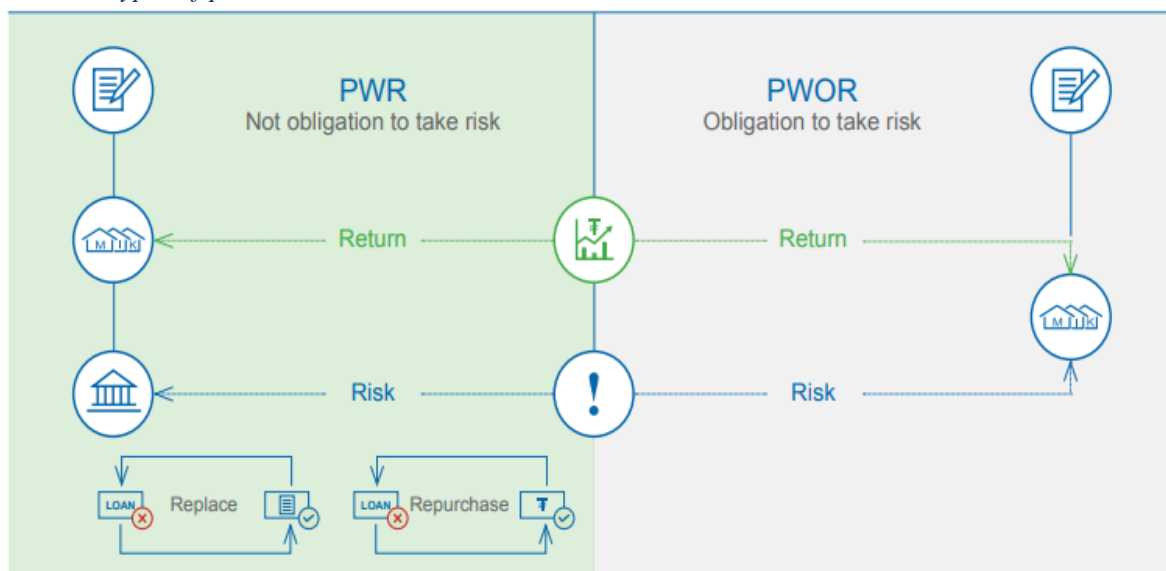 PWR
Not obligation to take risk
PWOR
Obligation to take risk
M I K
Return
₮
Return
M I K
Risk
!
Risk
LOAN
Replace
LOAN
Repurchase
₮